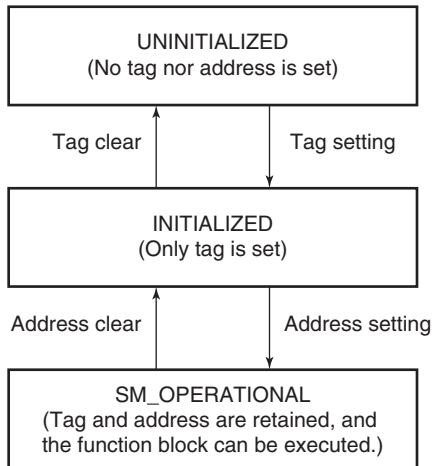 UNINITIALIZED
(No tag nor address is set)
Tag clear
Tag setting
INITIALIZED
(Only tag is set)
Address clear
Address setting
SM_OPERATIONAL
(Tag and address are retained, and
the function block can be executed.)